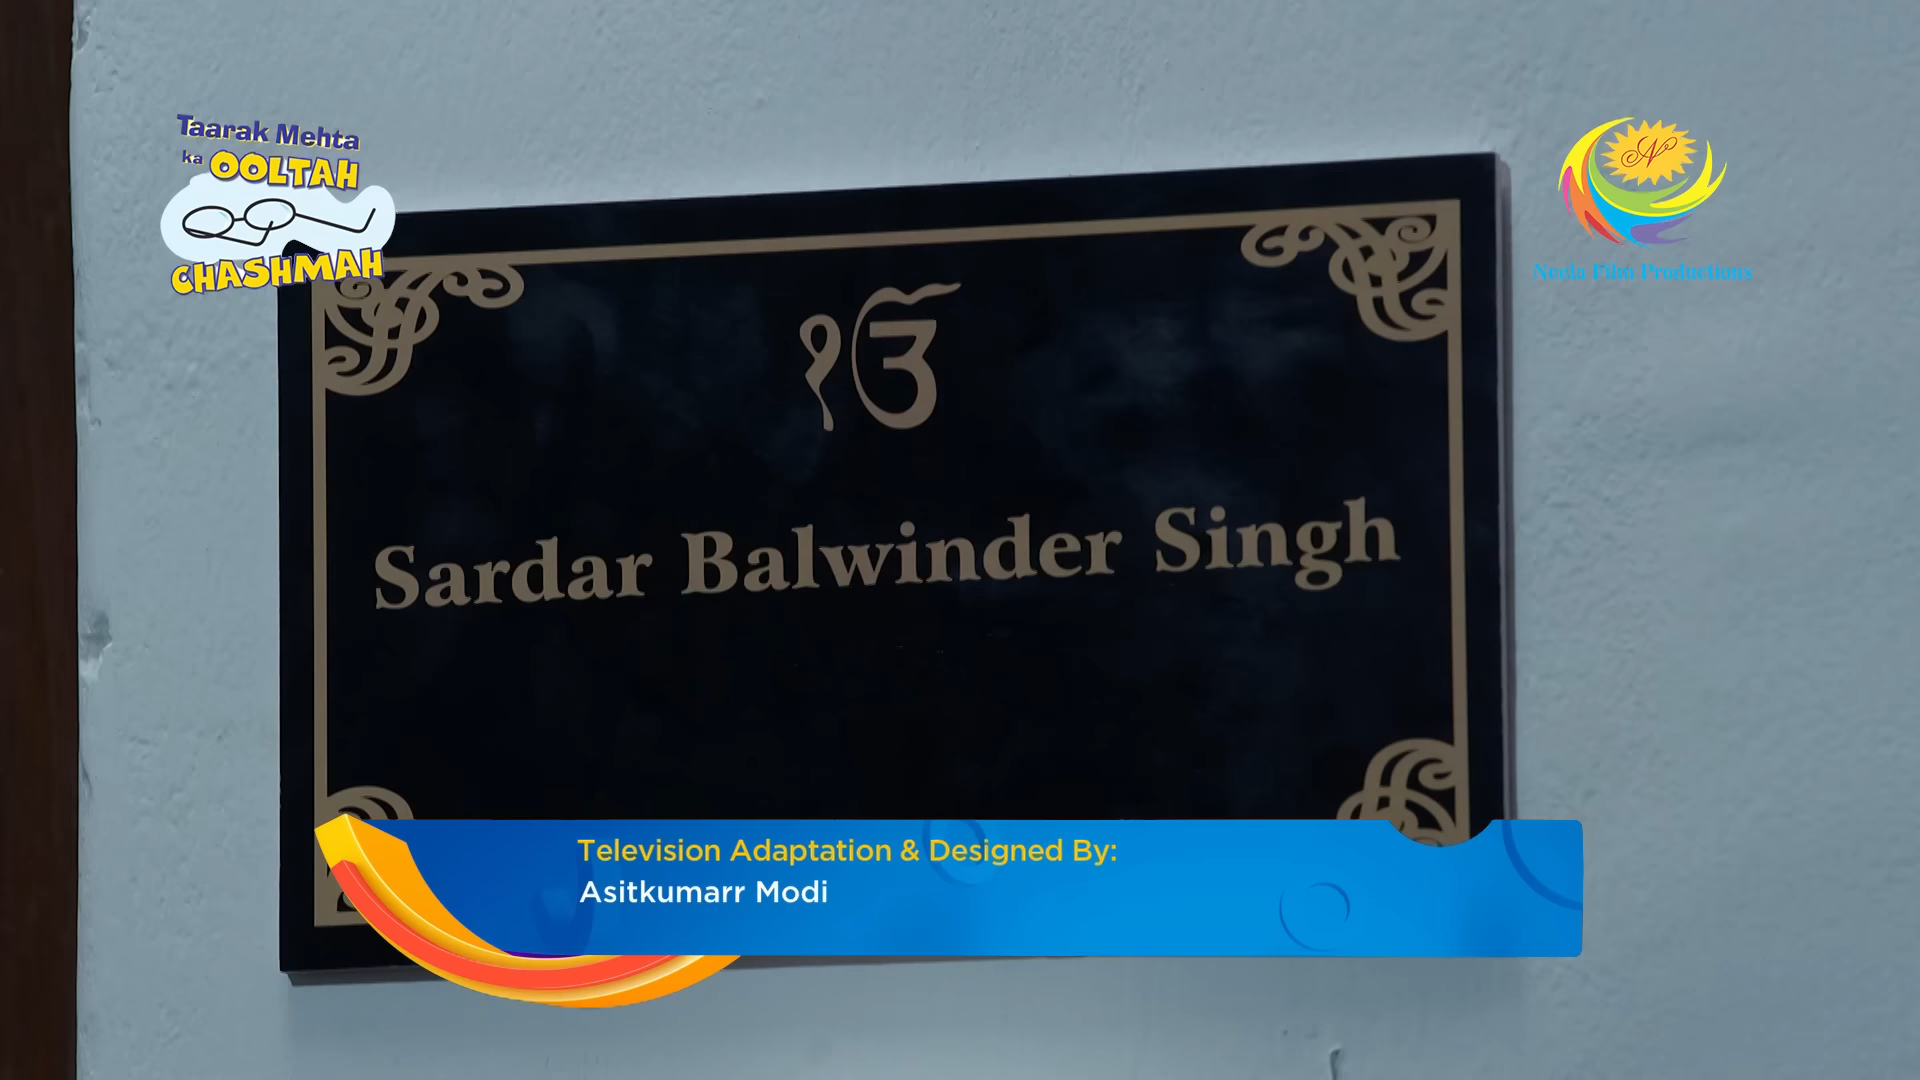 Taarak Mehta
ka OOLTAH
CHASHMAH
N
Neela Film Productions
ੴ
Sardar Balwinder Singh
Television Adaptation & Designed By:
Asitkumarr Modi